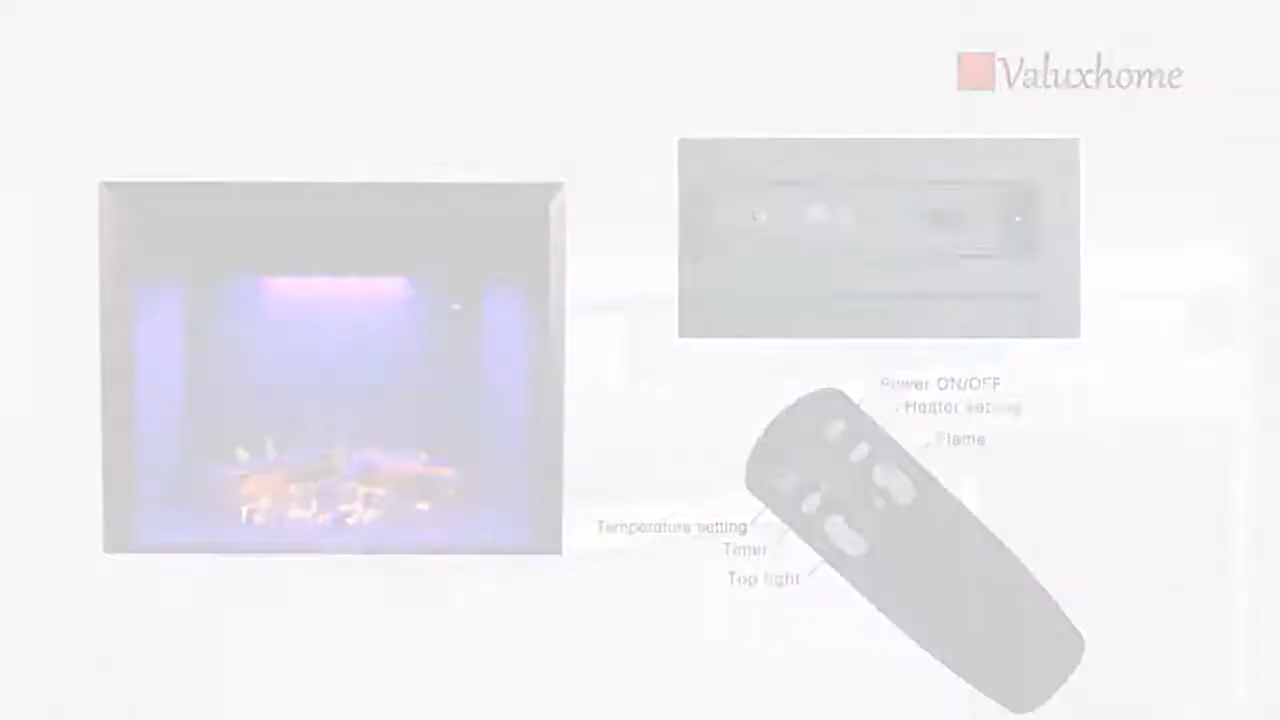 Valuxhome
Power ON/OFF
Heater setting
Flame
Temperature setting
Timer
Top light